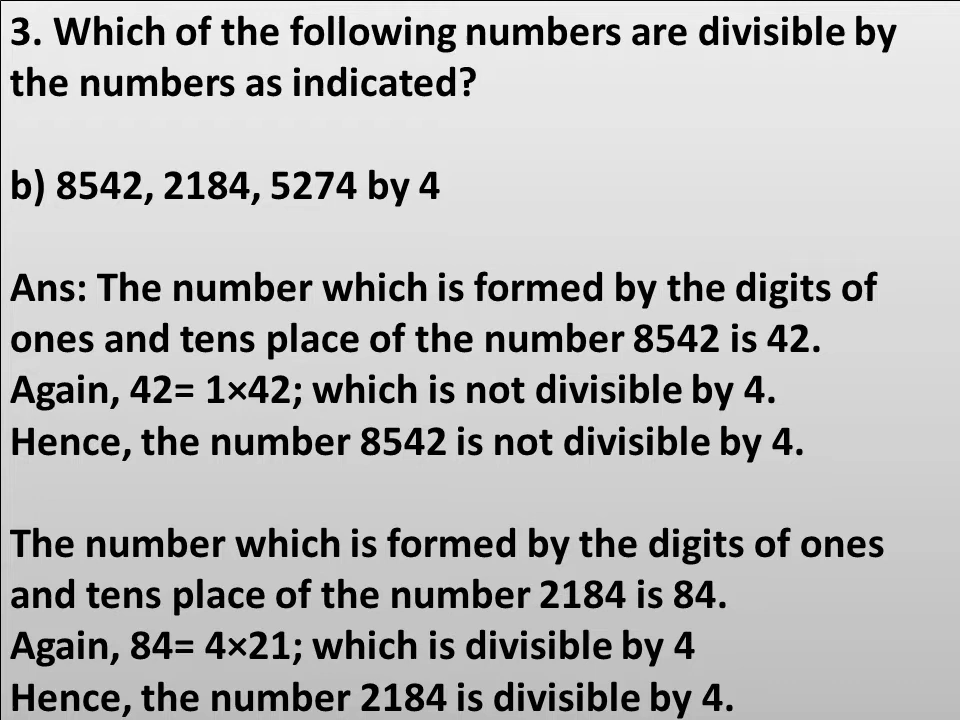 3. Which of the following numbers are divisible by
the numbers as indicated?
b) 8542, 2184, 5274 by 4
Ans: The number which is formed by the digits of
ones and tens place of the number 8542 is 42.
Again, 42= 1×42; which is not divisible by 4.
Hence, the number 8542 is not divisible by 4.
The number which is formed by the digits of ones
and tens place of the number 2184 is 84.
Again, 84= 4×21; which is divisible by 4
Hence, the number 2184 is divisible by 4.